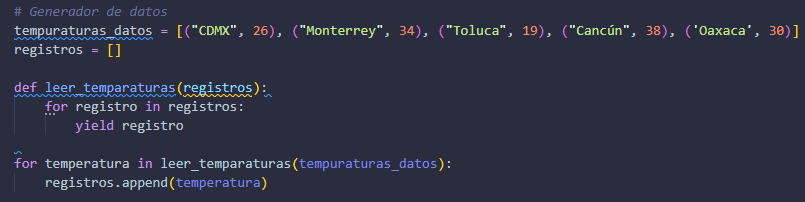 # Generador de datos
tempuraturas_datos = [("CDMX", 26), ("Monterrey", 34), ("Toluca", 19), ("Cancún", 38), ('Oaxaca', 30)]
registros = []
def leer_temparaturas(registros):
    for registro in registros:
        yield registro
for temperatura in leer_temparaturas(tempuraturas_datos):
    registros.append(temperatura)